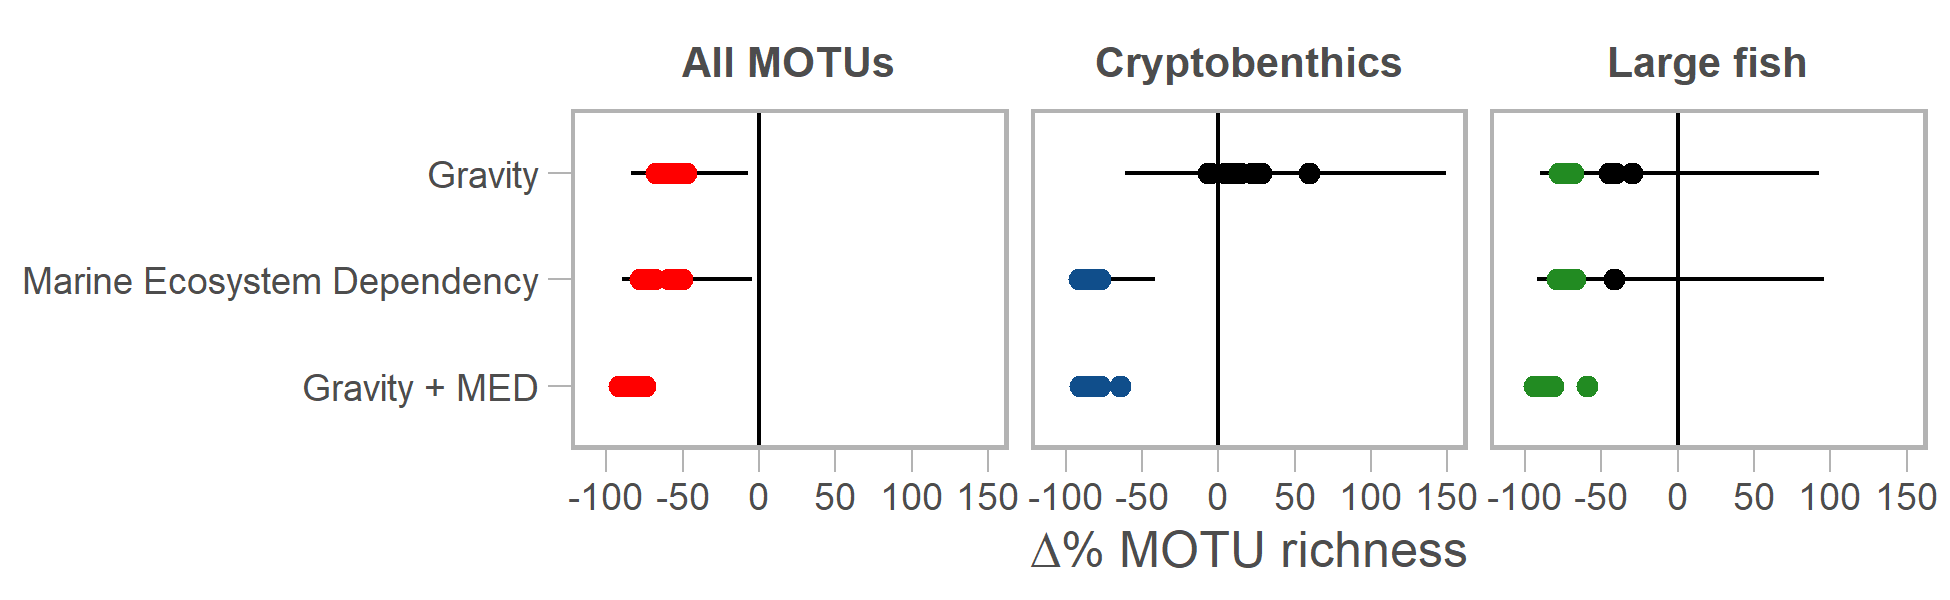 All MOTUs Cryptobenthics Large fish
Gravity
Marine Ecosystem Dependency
Gravity + MED
-100 -50 0 50 100 150 -100 -50 0 50 100 150 -100 -50 0 50 100 150
Δ% MOTU richness